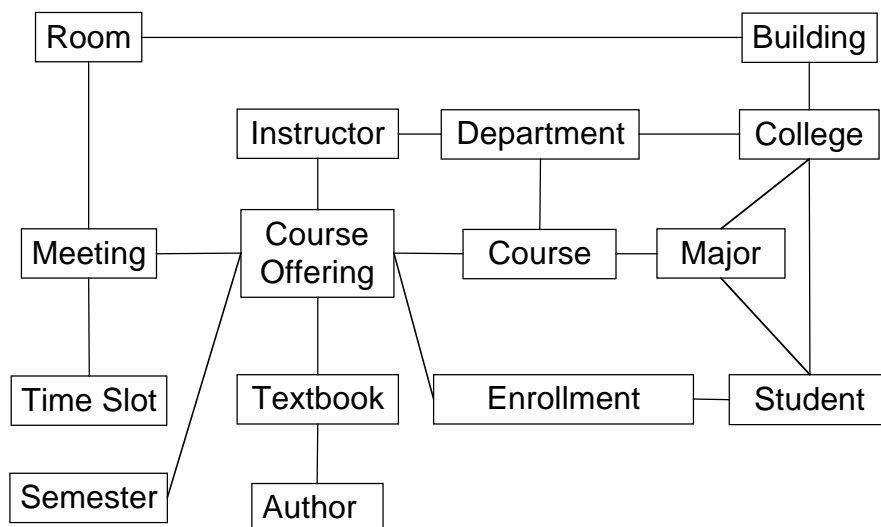 Room
Building
Instructor
Department
College
Meeting
Course
Offering
Course
Major
Time Slot
Textbook
Enrollment
Student
Semester
Author